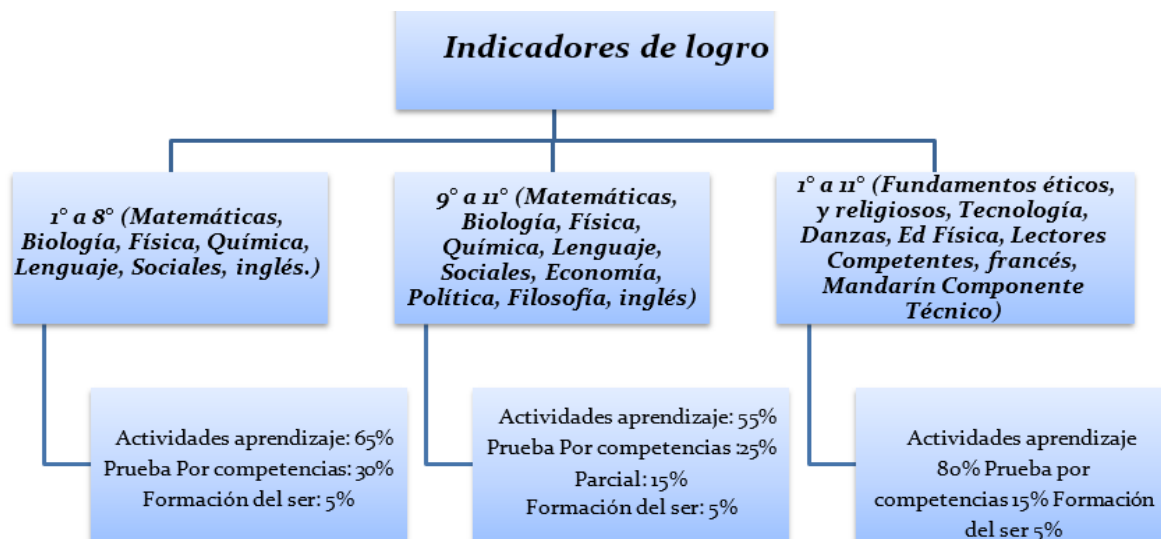 Indicadores de logro
1° a 8° (Matemáticas,
Biología, Física, Química,
Lenguaje, Sociales, inglés.)
9° a 11° (Matemáticas,
Biología, Física,
Química, Lenguaje,
Sociales, Economía,
Política, Filosofía, inglés)
1° a 11° (Fundamentos éticos,
y religiosos, Tecnología,
Danzas, Ed Física, Lectores
Competentes, francés,
Mandarín Componente
Técnico)
Actividades aprendizaje: 65%
Prueba Por competencias: 30%
Formación del ser: 5%
Actividades aprendizaje: 55%
Prueba Por competencias :25%
Parcial: 15%
Formación del ser: 5%
Actividades aprendizaje
80% Prueba por
competencias 15% Formación
del ser 5%